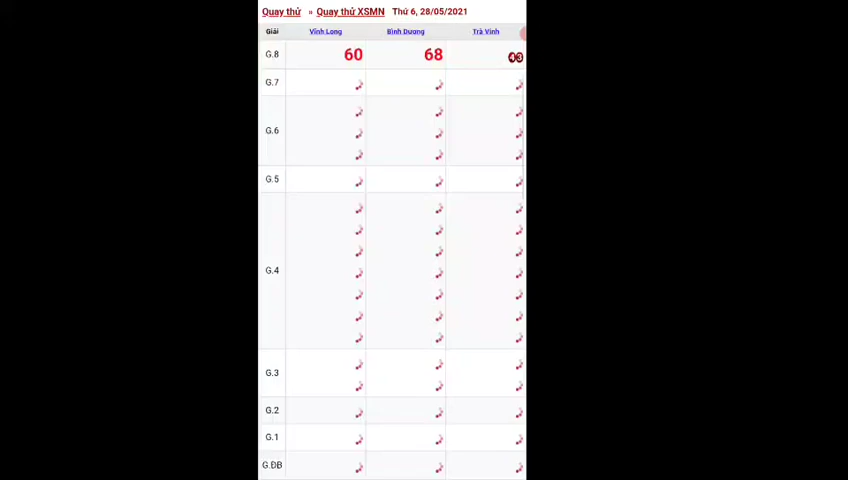 Quay thử » Quay thử XSMN Thứ 6, 28/05/2021
Giải Vĩnh Long Bình Dương Trà Vinh
G.8 60 68 43
G.7
G.6
G.5
G.4
G.3
G.2
G.1
G.ĐB